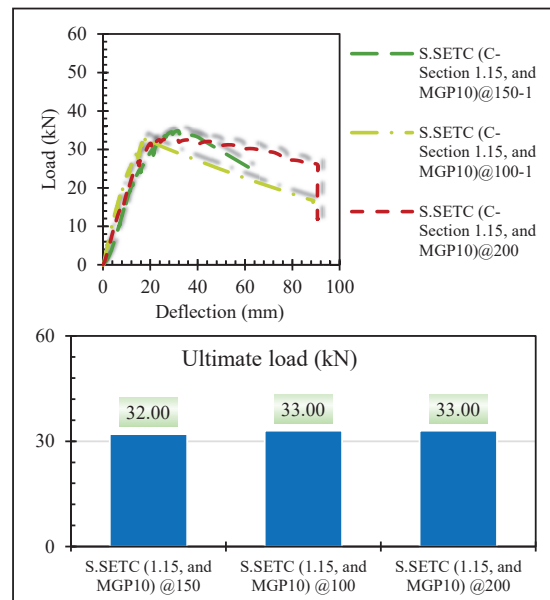 60
50
40
30
20
10
0
Load (kN)
0 20 40 60 80 100
Deflection (mm)
S.SETC (C-
Section 1.15, and
MGP10)@150-1
S.SETC (C-
Section 1.15, and
MGP10)@100-1
S.SETC (C-
Section 1.15, and
MGP10)@200
Ultimate load (kN)
60
30
0
32.00 33.00 33.00
S.SETC (1.15, and
MGP10) @150
S.SETC (1.15, and
MGP10) @100
S.SETC (1.15, and
MGP10) @200